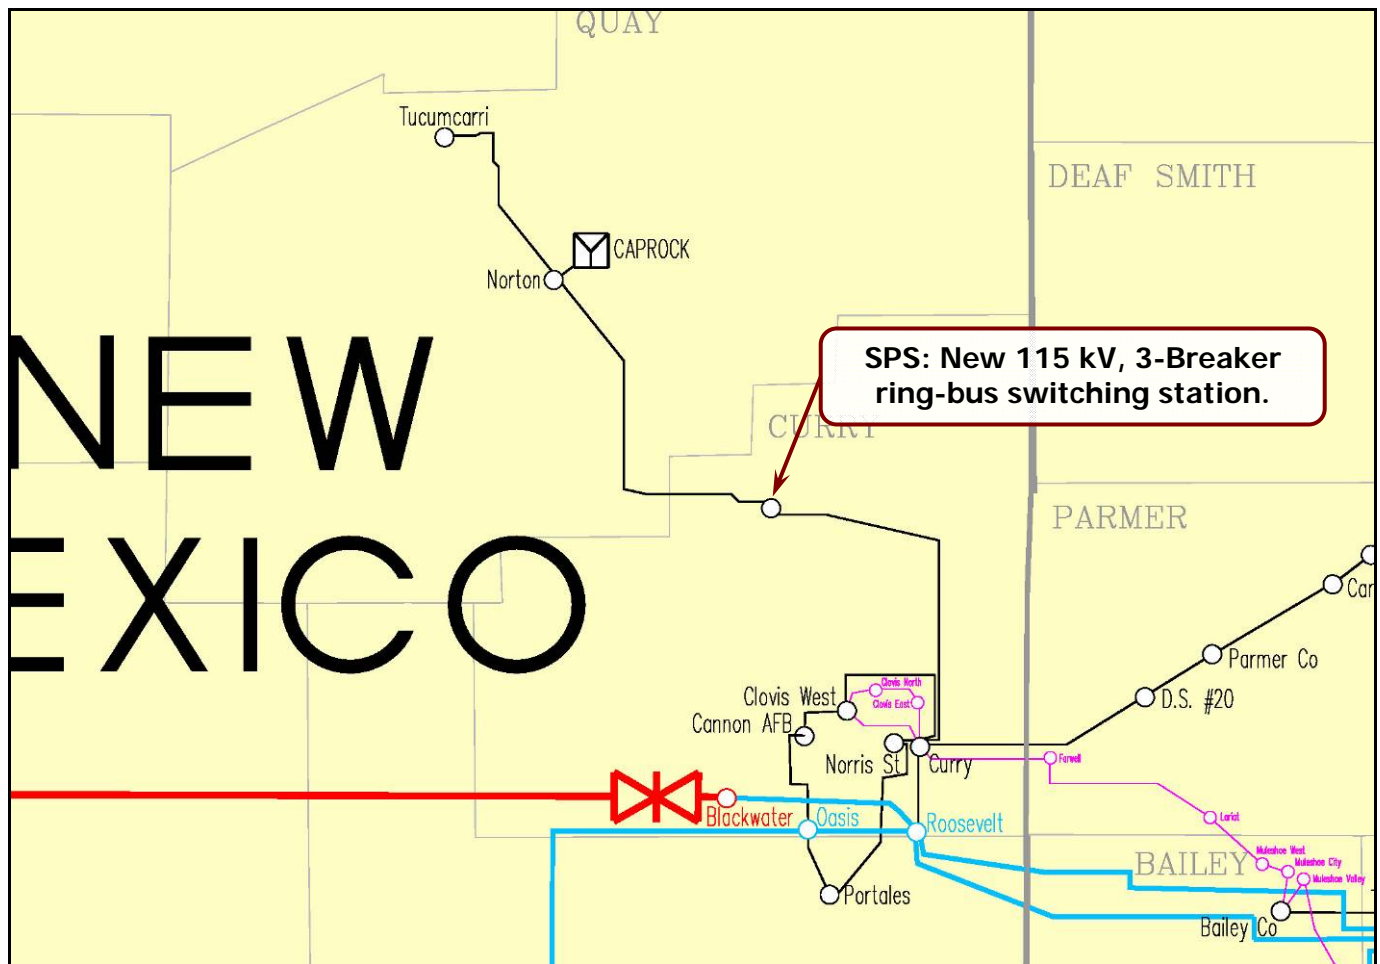 QUAY
Tucumcarri
DEAF SMITH
CAPROCK
Norton
NEW
SPS: New 115 kV, 3-Breaker
ring-bus switching station.
CURRY
PARMER
EXICO
Car
Parmer Co
Clovis North
Clovis West
Clovis East
D.S. #20
Cannon AFB
Norris St
Curry
Farwell
Blackwater
Oasis
Roosevelt
Lariat
Muleshoe West
BAILEY
Muleshoe City
Muleshoe Valley
Portales
Bailey Co